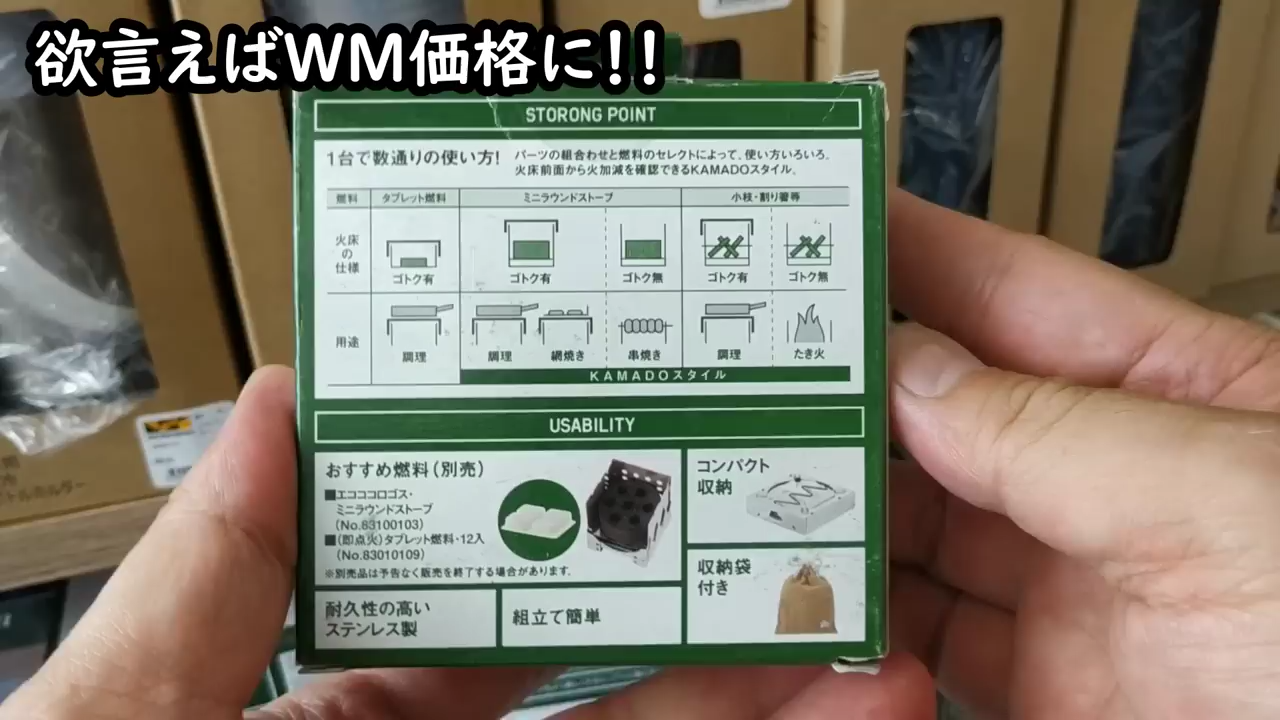 欲言えばWM価格に!!
STORONG POINT
1台で数通りの使い方!
パーツの組合わせと燃料のセレクトによって、使い方いろいろ。
火床前面から火加減を確認できるKAMADOスタイル。
燃料 タブレット燃料 ミニラウンドストーブ 小枝・割り箸等
火床
の
仕様
ゴトク有 ゴトク有 ゴトク無 ゴトク有 ゴトク無
用途
調理 調理 網焼き 串焼き 調理 たき火
KAMADOスタイル
USABILITY
おすすめ燃料(別売)
■エコココロゴス・
ミニラウンドストーブ
(No.83100103)
■(即点火)タブレット燃料・12入
(No.83010109)
※別売品は予告なく販売を終了する場合があります。
コンパクト
収納
収納袋
付き
耐久性の高い
ステンレス製
組立て簡単